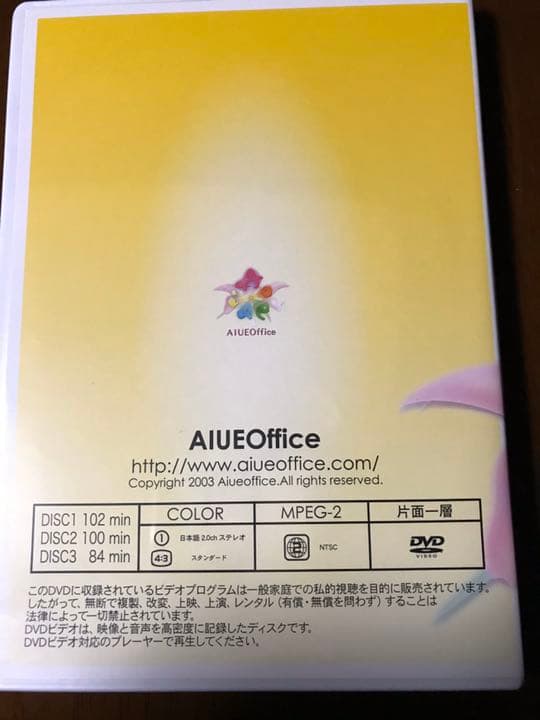 AIUEOffice
AIUEOffice
http://www.aiueoffice.com/
Copyright 2003 Aiueoffice.All rights reserved.
DISC1 102 min
DISC2 100 min
DISC3 84 min
COLOR
MPEG-2
片面一層
1 日本語 2.0ch ステレオ
4:3 スタンダード
2 NTSC
DVD VIDEO
このDVDに収録されているビデオプログラムは一般家庭での私的視聴を目的に販売されています。
したがって、無断で複製、改変、上映、上演、レンタル(有償・無償を問わず)することは
法律によって一切禁止されています。
DVDビデオは、映像と音声を高密度に記録したディスクです。
DVDビデオ対応のプレーヤーで再生してください。